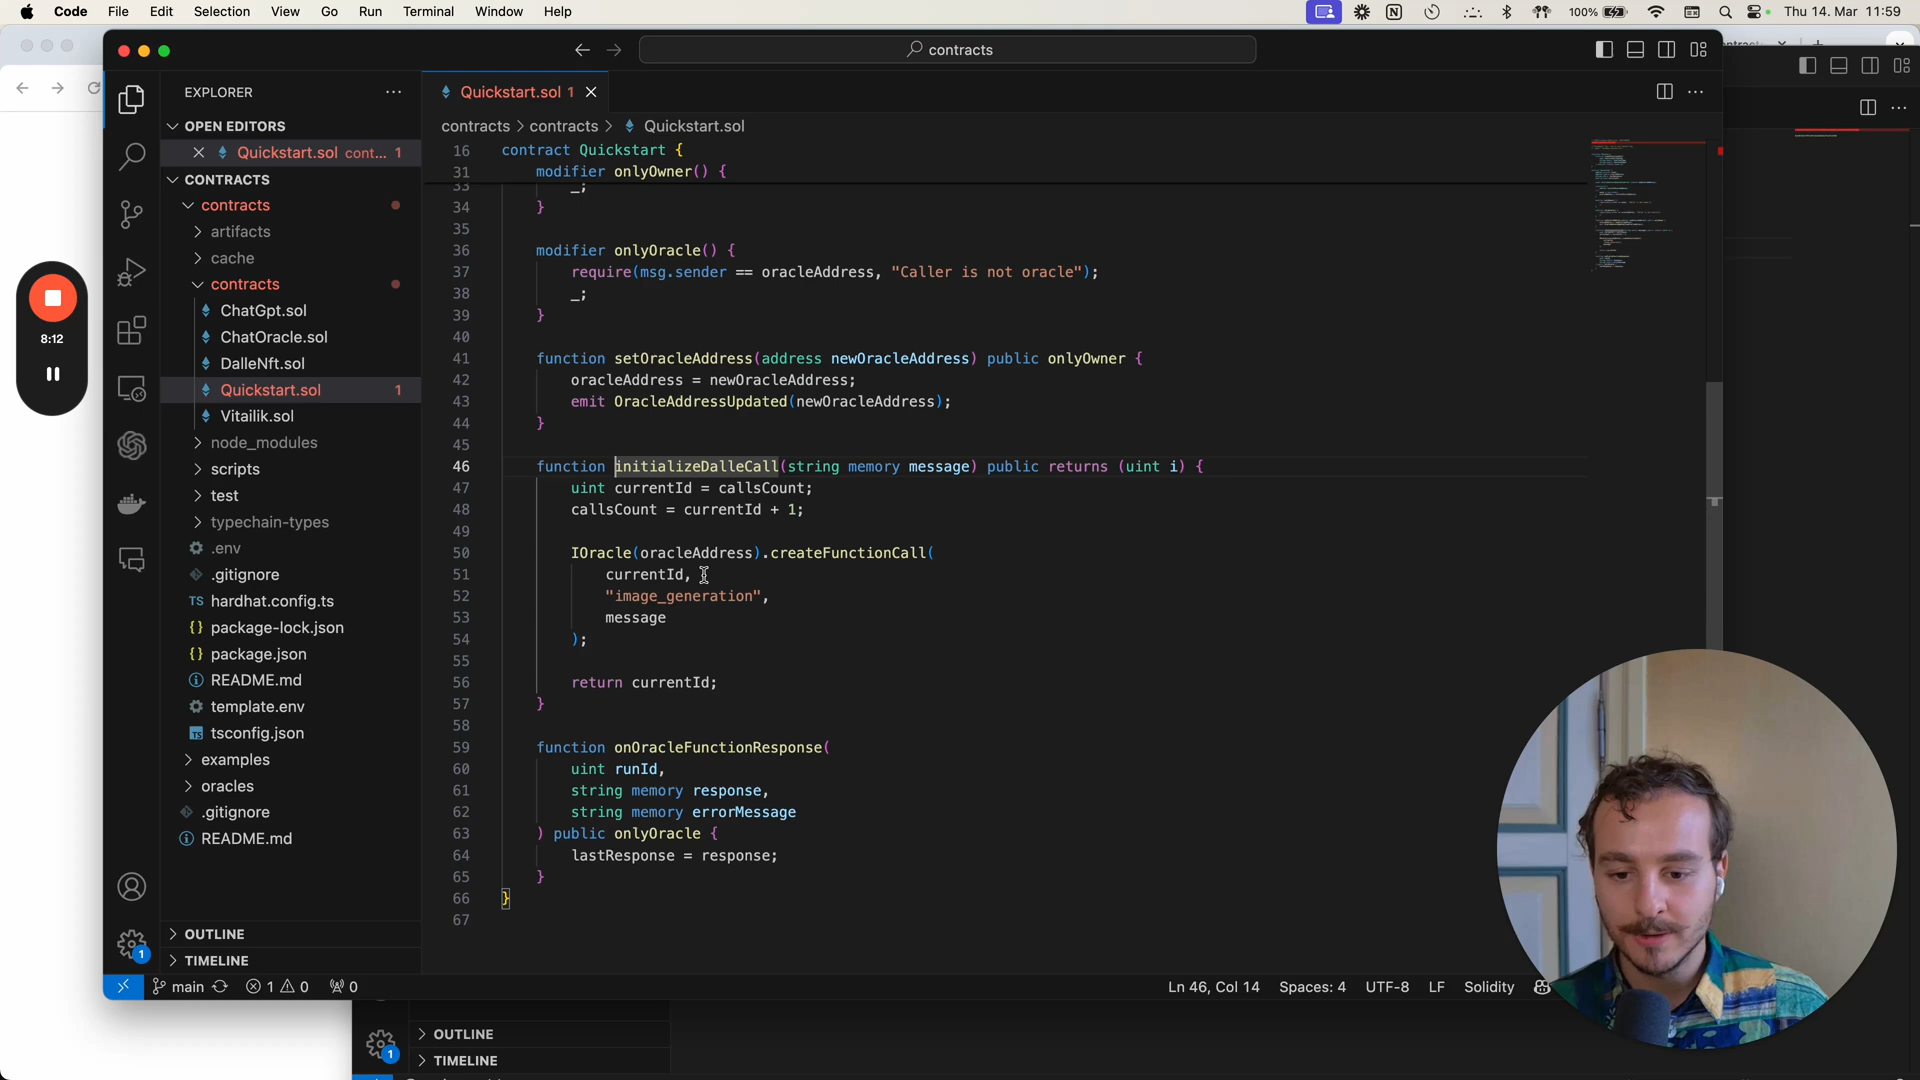 Code File Edit Selection View Go Run Terminal Window Help
100% Thu 14. Mar 11:59
contracts
EXPLORER
Quickstart.sol 1
OPEN EDITORS
Quickstart.sol cont... 1
contracts > contracts > Quickstart.sol
CONTRACTS
contracts
artifacts
cache
contracts
ChatGpt.sol
ChatOracle.sol
DalleNft.sol
Quickstart.sol 1
Vitailik.sol
node_modules
scripts
test
typechain-types
.env
.gitignore
TS hardhat.config.ts
{} package-lock.json
{} package.json
README.md
template.env
TS tsconfig.json
examples
oracles
.gitignore
README.md
OUTLINE
TIMELINE
8:12
16 contract Quickstart {
31 modifier onlyOwner() {
33 _;
34 }
35
36 modifier onlyOracle() {
37 require(msg.sender == oracleAddress, "Caller is not oracle");
38 _;
39 }
40
41 function setOracleAddress(address newOracleAddress) public onlyOwner {
42 oracleAddress = newOracleAddress;
43 emit OracleAddressUpdated(newOracleAddress);
44 }
45
46 function initializeDalleCall(string memory message) public returns (uint i) {
47 uint currentId = callsCount;
48 callsCount = currentId + 1;
49
50 IOracle(oracleAddress).createFunctionCall(
51 currentId,
52 "image_generation",
53 message
54 );
55
56 return currentId;
57 }
58
59 function onOracleFunctionResponse(
60 uint runId,
61 string memory response,
62 string memory errorMessage
63 ) public onlyOracle {
64 lastResponse = response;
65 }
66 }
67
1
main 1 0 0 Ln 46, Col 14 Spaces: 4 UTF-8 LF Solidity
OUTLINE
1
TIMELINE